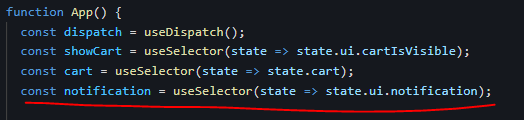 function App() {
const dispatch = useDispatch();
const showCart = useSelector(state => state.ui.cartIsVisible);
const cart = useSelector(state => state.cart);
const notification = useSelector(state => state.ui.notification);